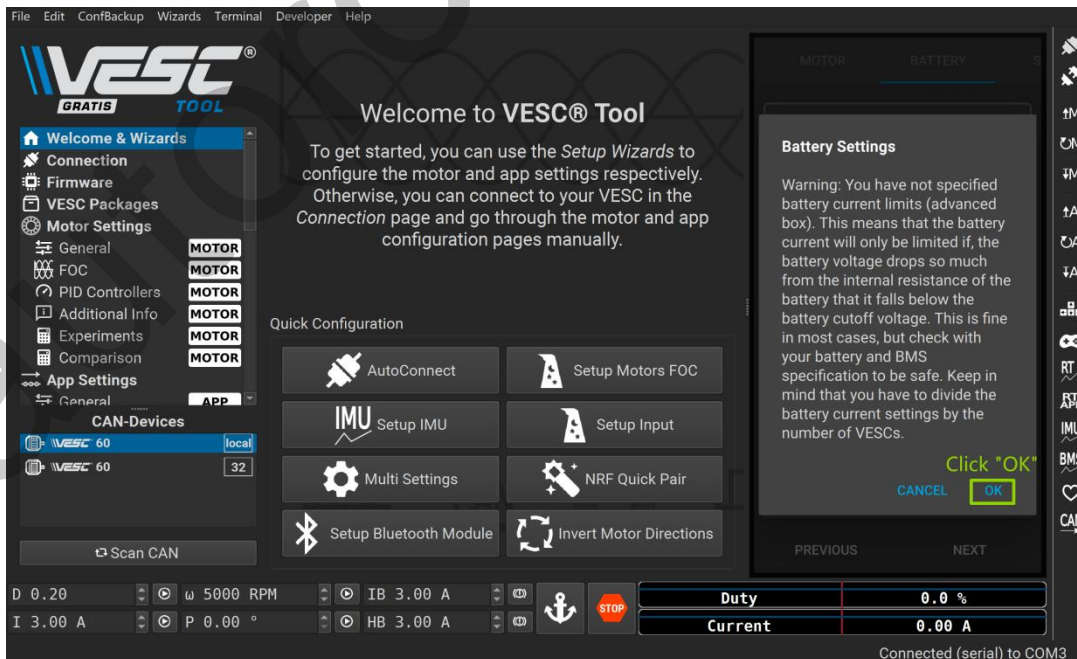 File Edit ConfBackup Wizards Terminal Developer Help
VESC®
GRATIS TOOL
Welcome & Wizards
Connection
Firmware
VESC Packages
Motor Settings
General MOTOR
FOC MOTOR
PID Controllers MOTOR
Additional Info MOTOR
Experiments MOTOR
Comparison MOTOR
App Settings
General APP
CAN-Devices
VESC 60 local
VESC 60 32
Scan CAN
Welcome to VESC® Tool
To get started, you can use the Setup Wizards to
configure the motor and app settings respectively.
Otherwise, you can connect to your VESC in the
Connection page and go through the motor and app
configuration pages manually.
Quick Configuration
AutoConnect
Setup Motors FOC
IMU Setup IMU
Setup Input
Multi Settings
NRF Quick Pair
Setup Bluetooth Module
Invert Motor Directions
MOTOR BATTERY S
Battery Settings
Warning: You have not specified
battery current limits (advanced
box). This means that the battery
current will only be limited if, the
battery voltage drops so much
from the internal resistance of the
battery that it falls below the
battery cutoff voltage. This is fine
in most cases, but check with
your battery and BMS
specification to be safe. Keep in
mind that you have to divide the
battery current settings by the
number of VESCs.
Click "OK"
CANCEL OK
PREVIOUS NEXT
RT
IMU
BMS
CAN
D 0.20 ω 5000 RPM IB 3.00 A
I 3.00 A P 0.00 ° HB 3.00 A
STOP
Duty 0.0 %
Current 0.00 A
Connected (serial) to COM3